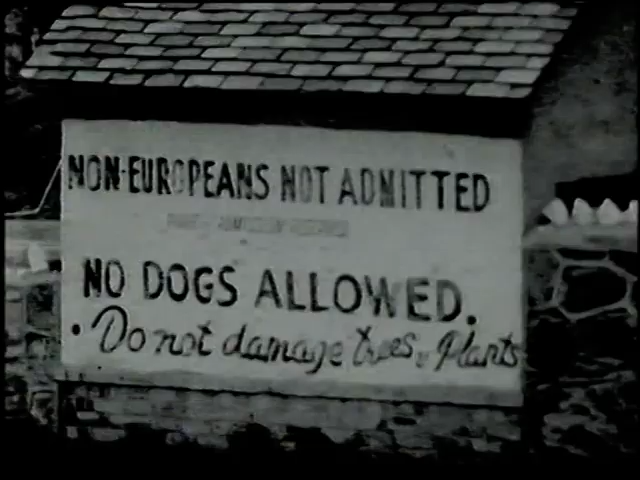 NON-EUROPEANS NOT ADMITTED
NO DOGS ALLOWED.
• Do not damage trees & Plants